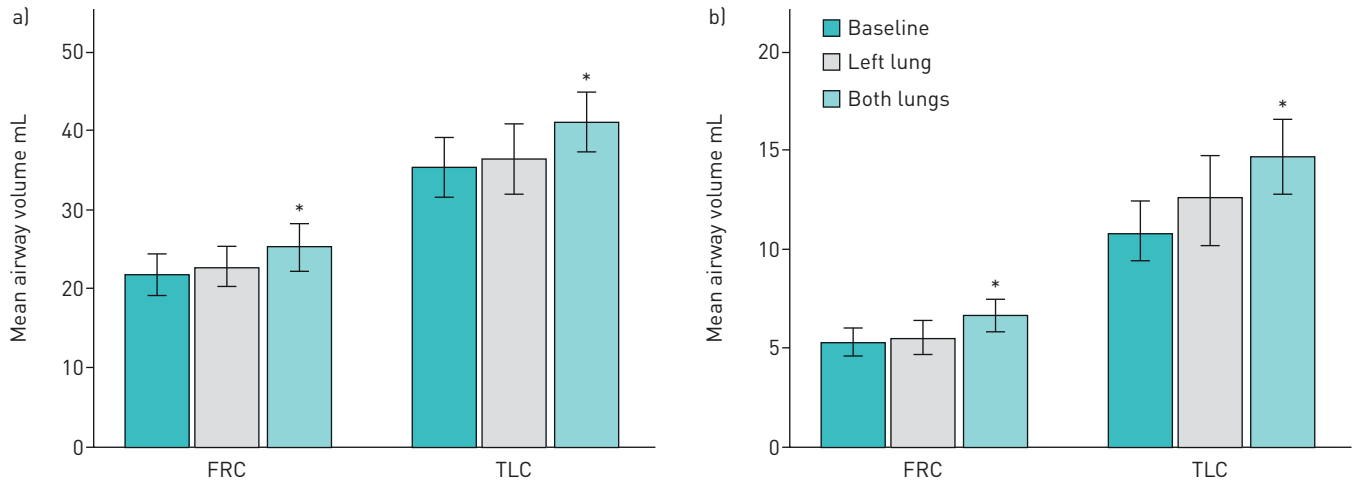 a)
Mean airway volume mL
50
40
30
20
10
0
*
*
FRC TLC
b)
Mean airway volume mL
20
15
10
5
0
Baseline
Left lung
Both lungs
*
*
FRC TLC